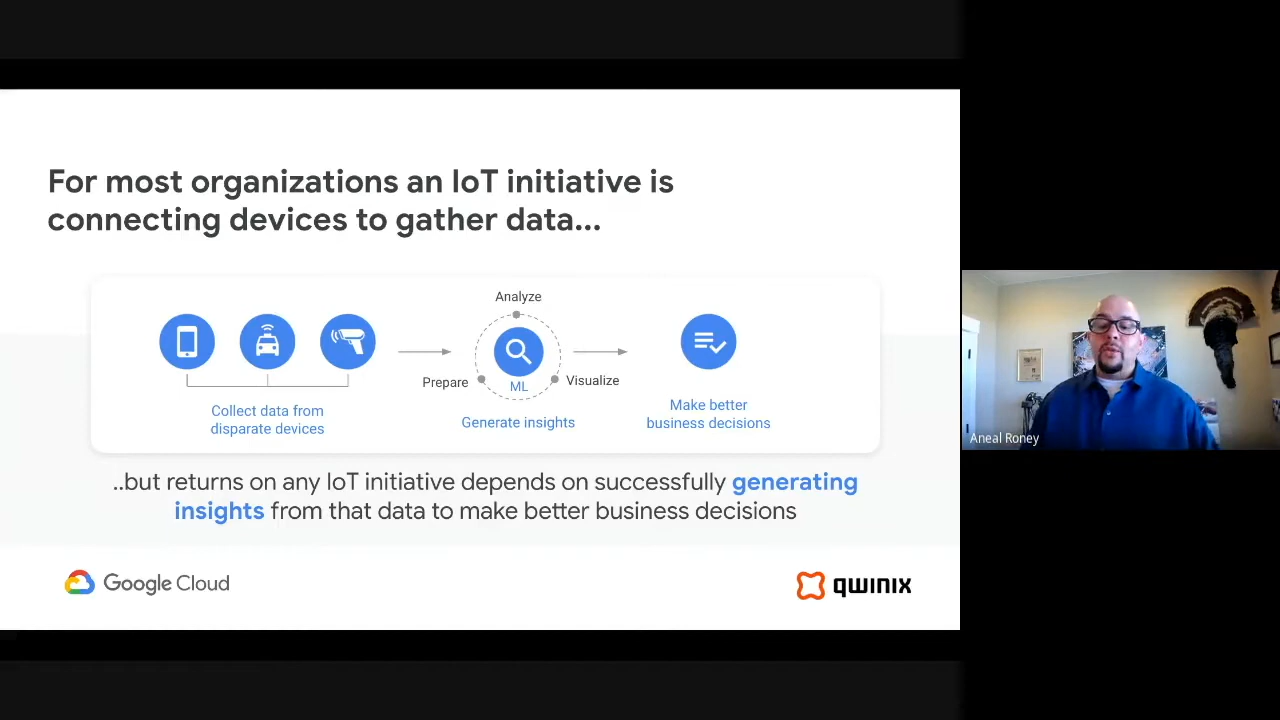 For most organizations an IoT initiative is
connecting devices to gather data...
Analyze
Prepare
ML
Visualize
Collect data from
disparate devices
Generate insights
Make better
business decisions
..but returns on any IoT initiative depends on successfully generating
insights from that data to make better business decisions
Google Cloud
qwinix
Aneal Roney